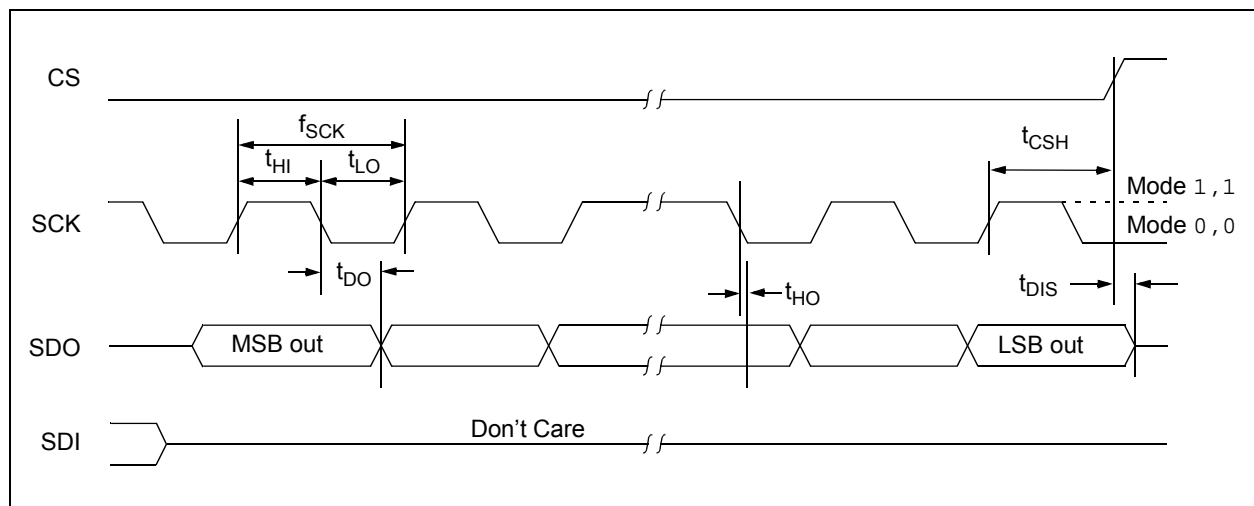 CS
fSCK
tHI
tLO
tCSH
Mode 1,1
SCK
Mode 0,0
tDO
tHO
tDIS
SDO
MSB out
LSB out
SDI
Don't Care